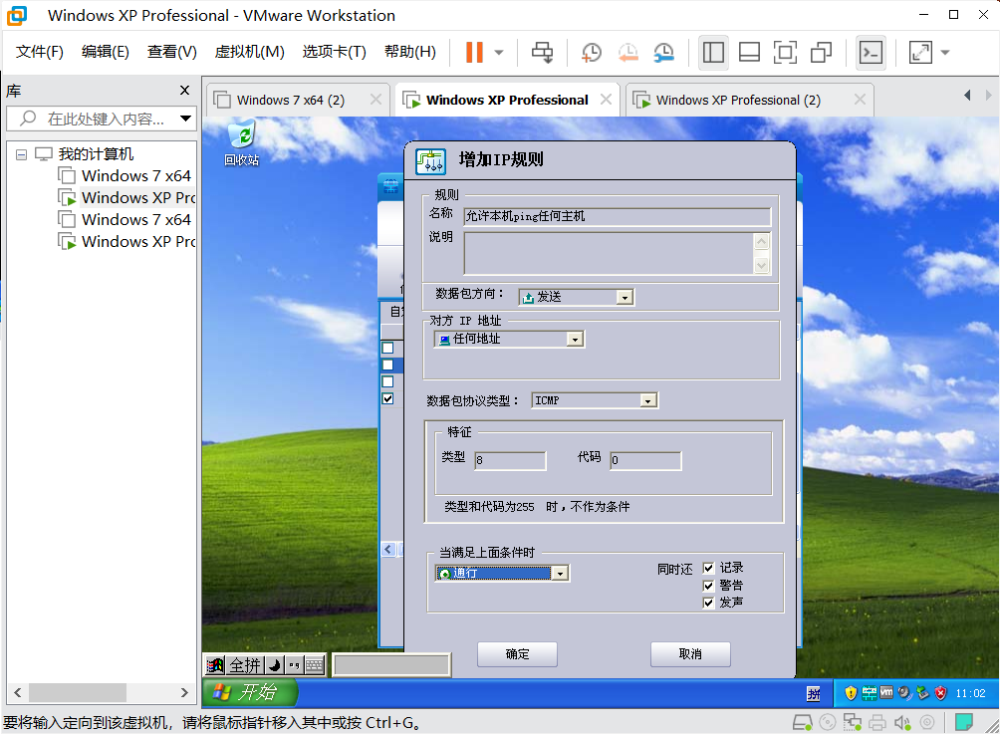 Windows XP Professional - VMware Workstation
文件(F) 编辑(E) 查看(V) 虚拟机(M) 选项卡(T) 帮助(H)
库
在此处键入内容...
我的计算机
Windows 7 x64
Windows XP Pro
Windows 7 x64
Windows XP Pro
Windows 7 x64 (2)
Windows XP Professional
Windows XP Professional (2)
回收站
增加IP规则
规则
名称 允许本机ping任何主机
说明
数据包方向： 发送
对方 IP 地址
任何地址
数据包协议类型： ICMP
特征
类型 8 代码 0
类型和代码为255 时，不作为条件
当满足上面条件时
通行
同时还 记录
警告
发声
确定 取消
全拼
开始
拼
11:02
要将输入定向到该虚拟机，请将鼠标指针移入其中或按 Ctrl+G。